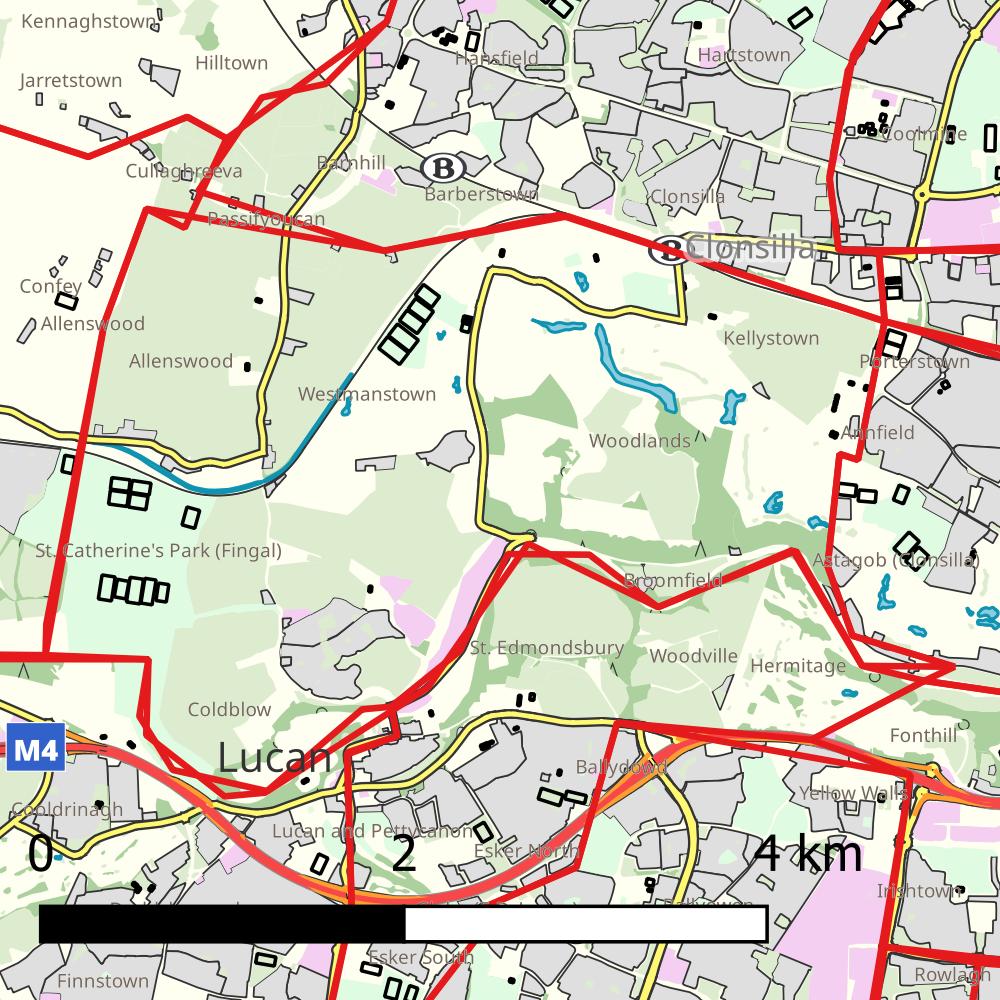 Kennaghstown
Hilltown
Hansfield
Hartstown
Jarretstown
Coolmine
Cullaghreeva
Barnhill
B
Barberstown
Clonsilla
Passifyoucan
B
Clonsilla
Confey
Allenswood
Kellystown
Allenswood
Porterstown
Westmanstown
Woodlands
Annfield
St. Catherine's Park (Fingal)
Astagob (Clonsilla)
Broomfield
St. Edmondsbury
Woodville
Hermitage
Coldblow
M4
Lucan
Fonthill
Ballydowd
Yellow Walls
Cooldrinagh
Lucan and Pettycanon
Esker North
0
2
4 km
Irishtown
Ballyowen
Esker South
Finnstown
Rowlagh